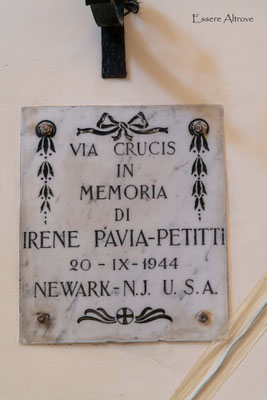 Essere Altrove
VIA CRUCIS
IN
MEMORIA
DI
IRENE PAVIA-PETITTI
20-IX-1944
NEWARK-N.J. U.S.A.